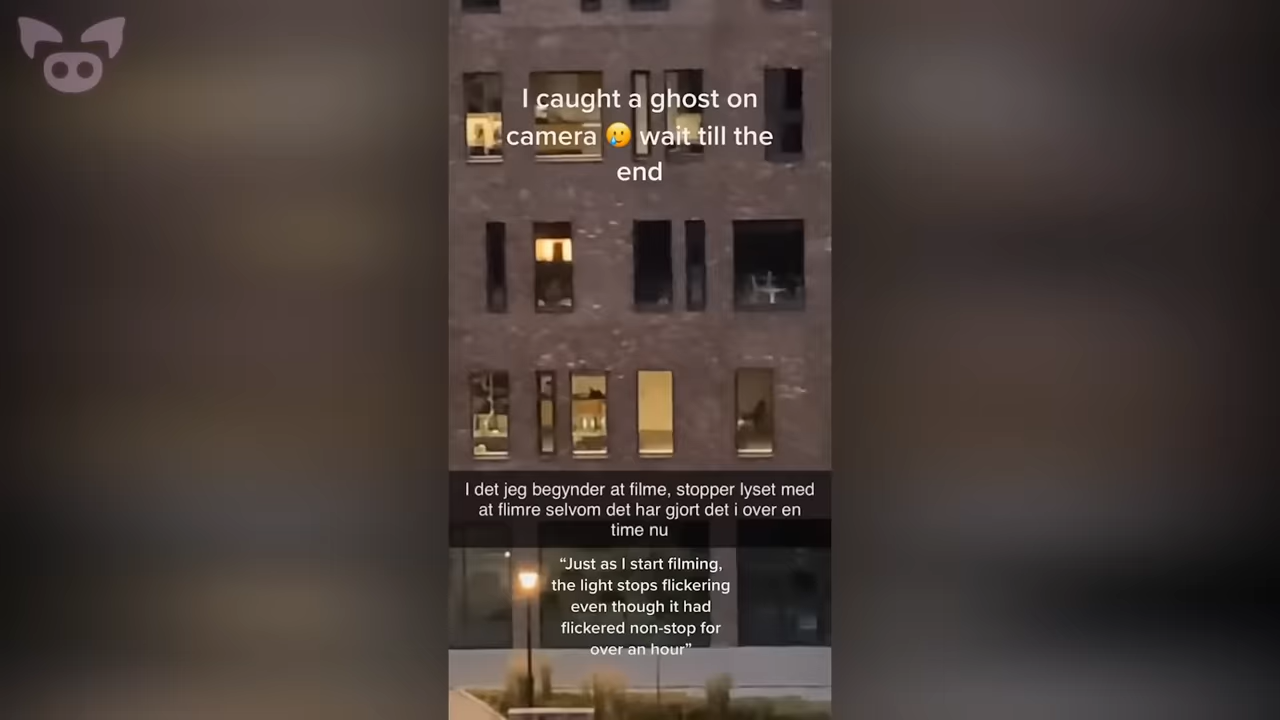 I caught a ghost on
camera 🥲 wait till the
end
I det jeg begynder at filme, stopper lyset med
at flimre selvom det har gjort det i over en
time nu
“Just as I start filming,
the light stops flickering
even though it had
flickered non-stop for
over an hour”